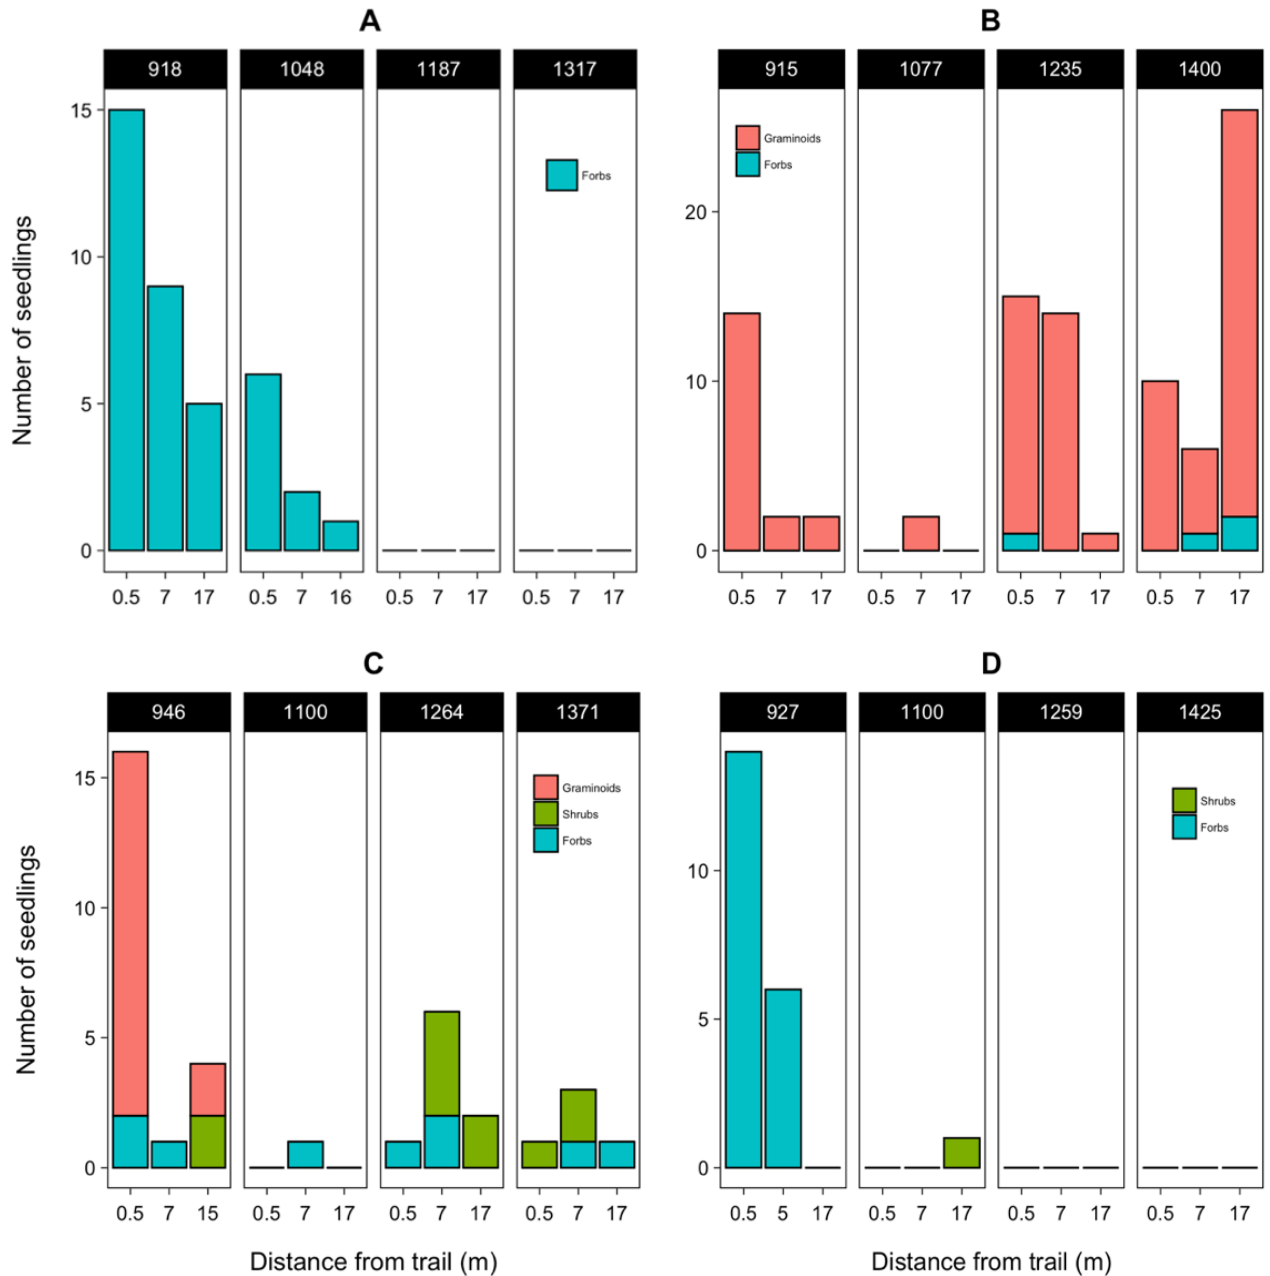 A
918 1048 1187 1317
Number of seedlings
15
10
5
0
Forbs
0.5 7 17 0.5 7 16 0.5 7 17 0.5 7 17
B
915 1077 1235 1400
20
10
0
Graminoids
Forbs
0.5 7 17 0.5 7 17 0.5 7 17 0.5 7 17
C
946 1100 1264 1371
Number of seedlings
15
10
5
0
Graminoids
Shrubs
Forbs
0.5 7 15 0.5 7 17 0.5 7 17 0.5 7 17
Distance from trail (m)
D
927 1100 1259 1425
10
5
0
Shrubs
Forbs
0.5 5 17 0.5 7 17 0.5 7 17 0.5 7 17
Distance from trail (m)